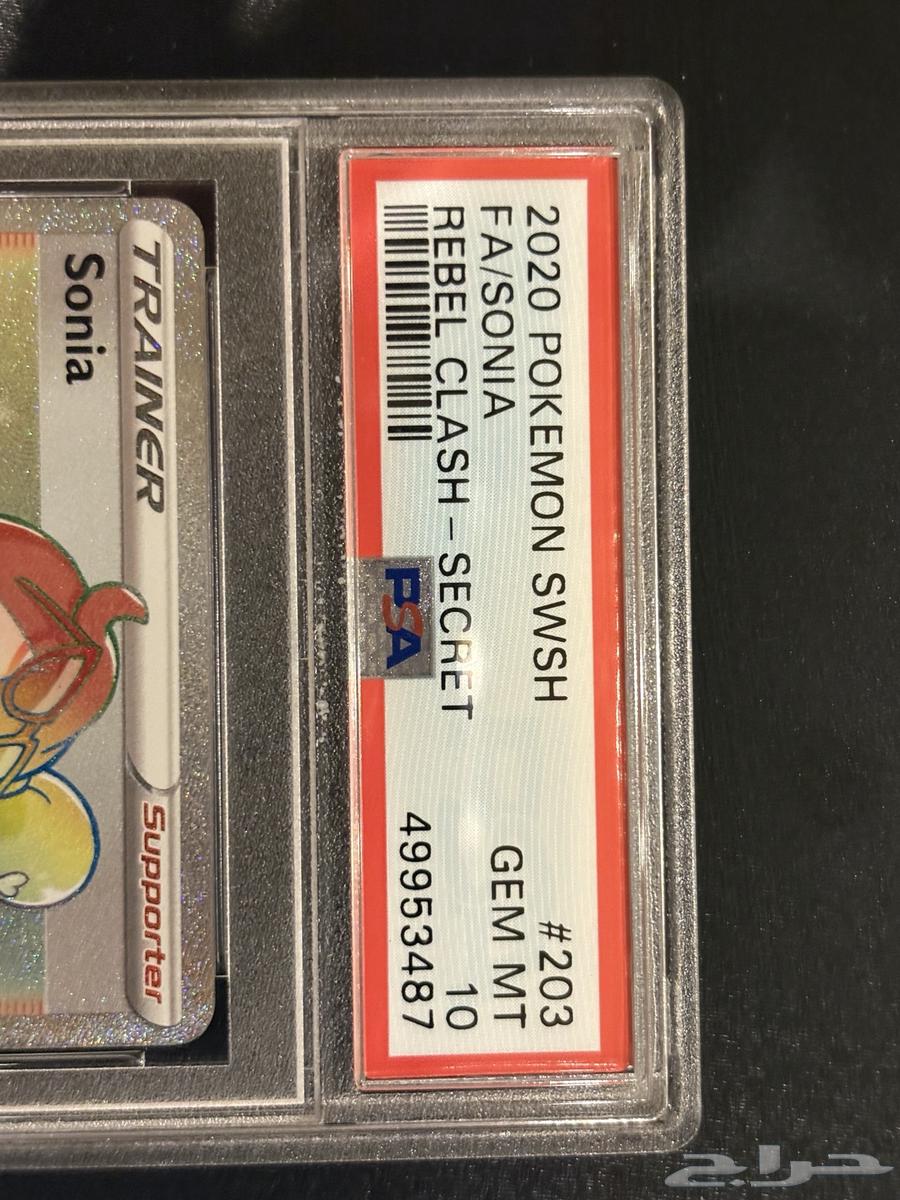 2020 POKEMON SWSH
#203
FA/SONIA
GEM MT
REBEL CLASH - SECRET
10
PSA
49953487
TRAINER
Supporter
Sonia
حراج